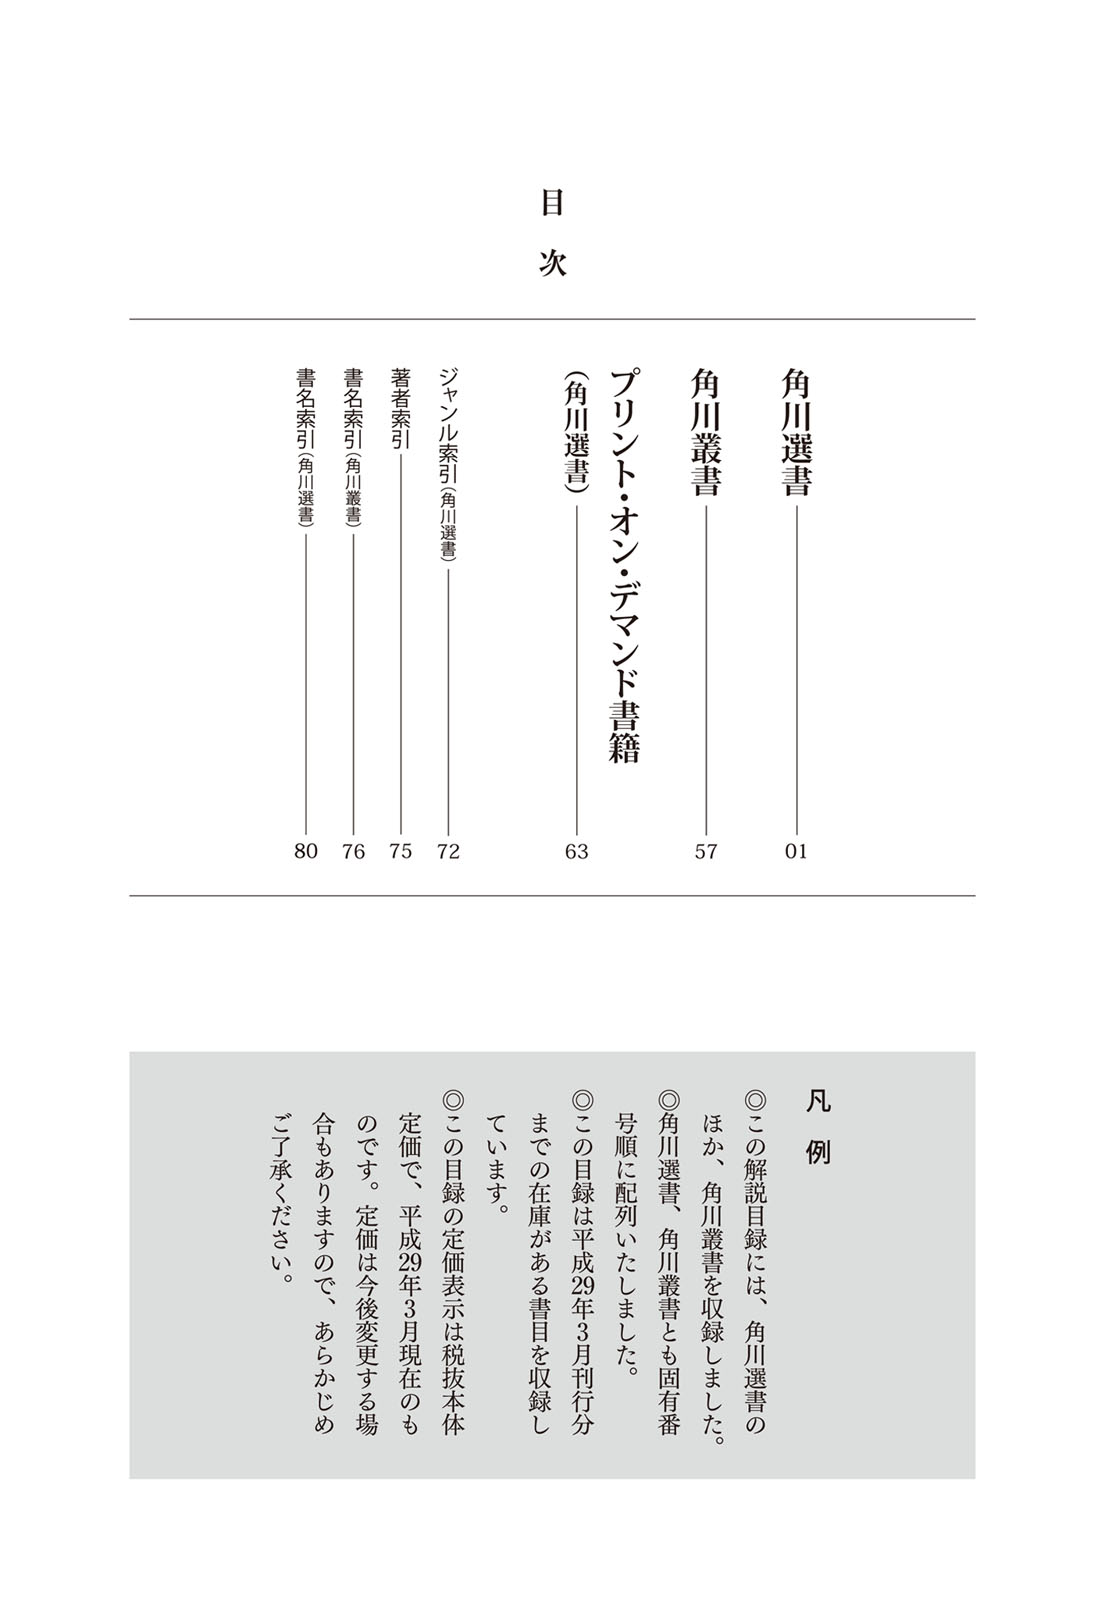 目次
角川選書 01
角川叢書 57
プリント・オン・デマンド書籍
（角川選書） 63
ジャンル索引（角川選書） 72
著者索引 75
書名索引（角川叢書） 76
書名索引（角川選書） 80
凡例
◎この解説目録には、角川選書の
ほか、角川叢書を収録しました。
◎角川選書、角川叢書とも固有番
号順に配列いたしました。
◎この目録は平成29年3月刊行分
までの在庫がある書目を収録し
ています。
◎この目録の定価表示は税抜本体
定価で、平成29年3月現在のも
のです。定価は今後変更する場
合もありますので、あらかじめ
ご了承ください。